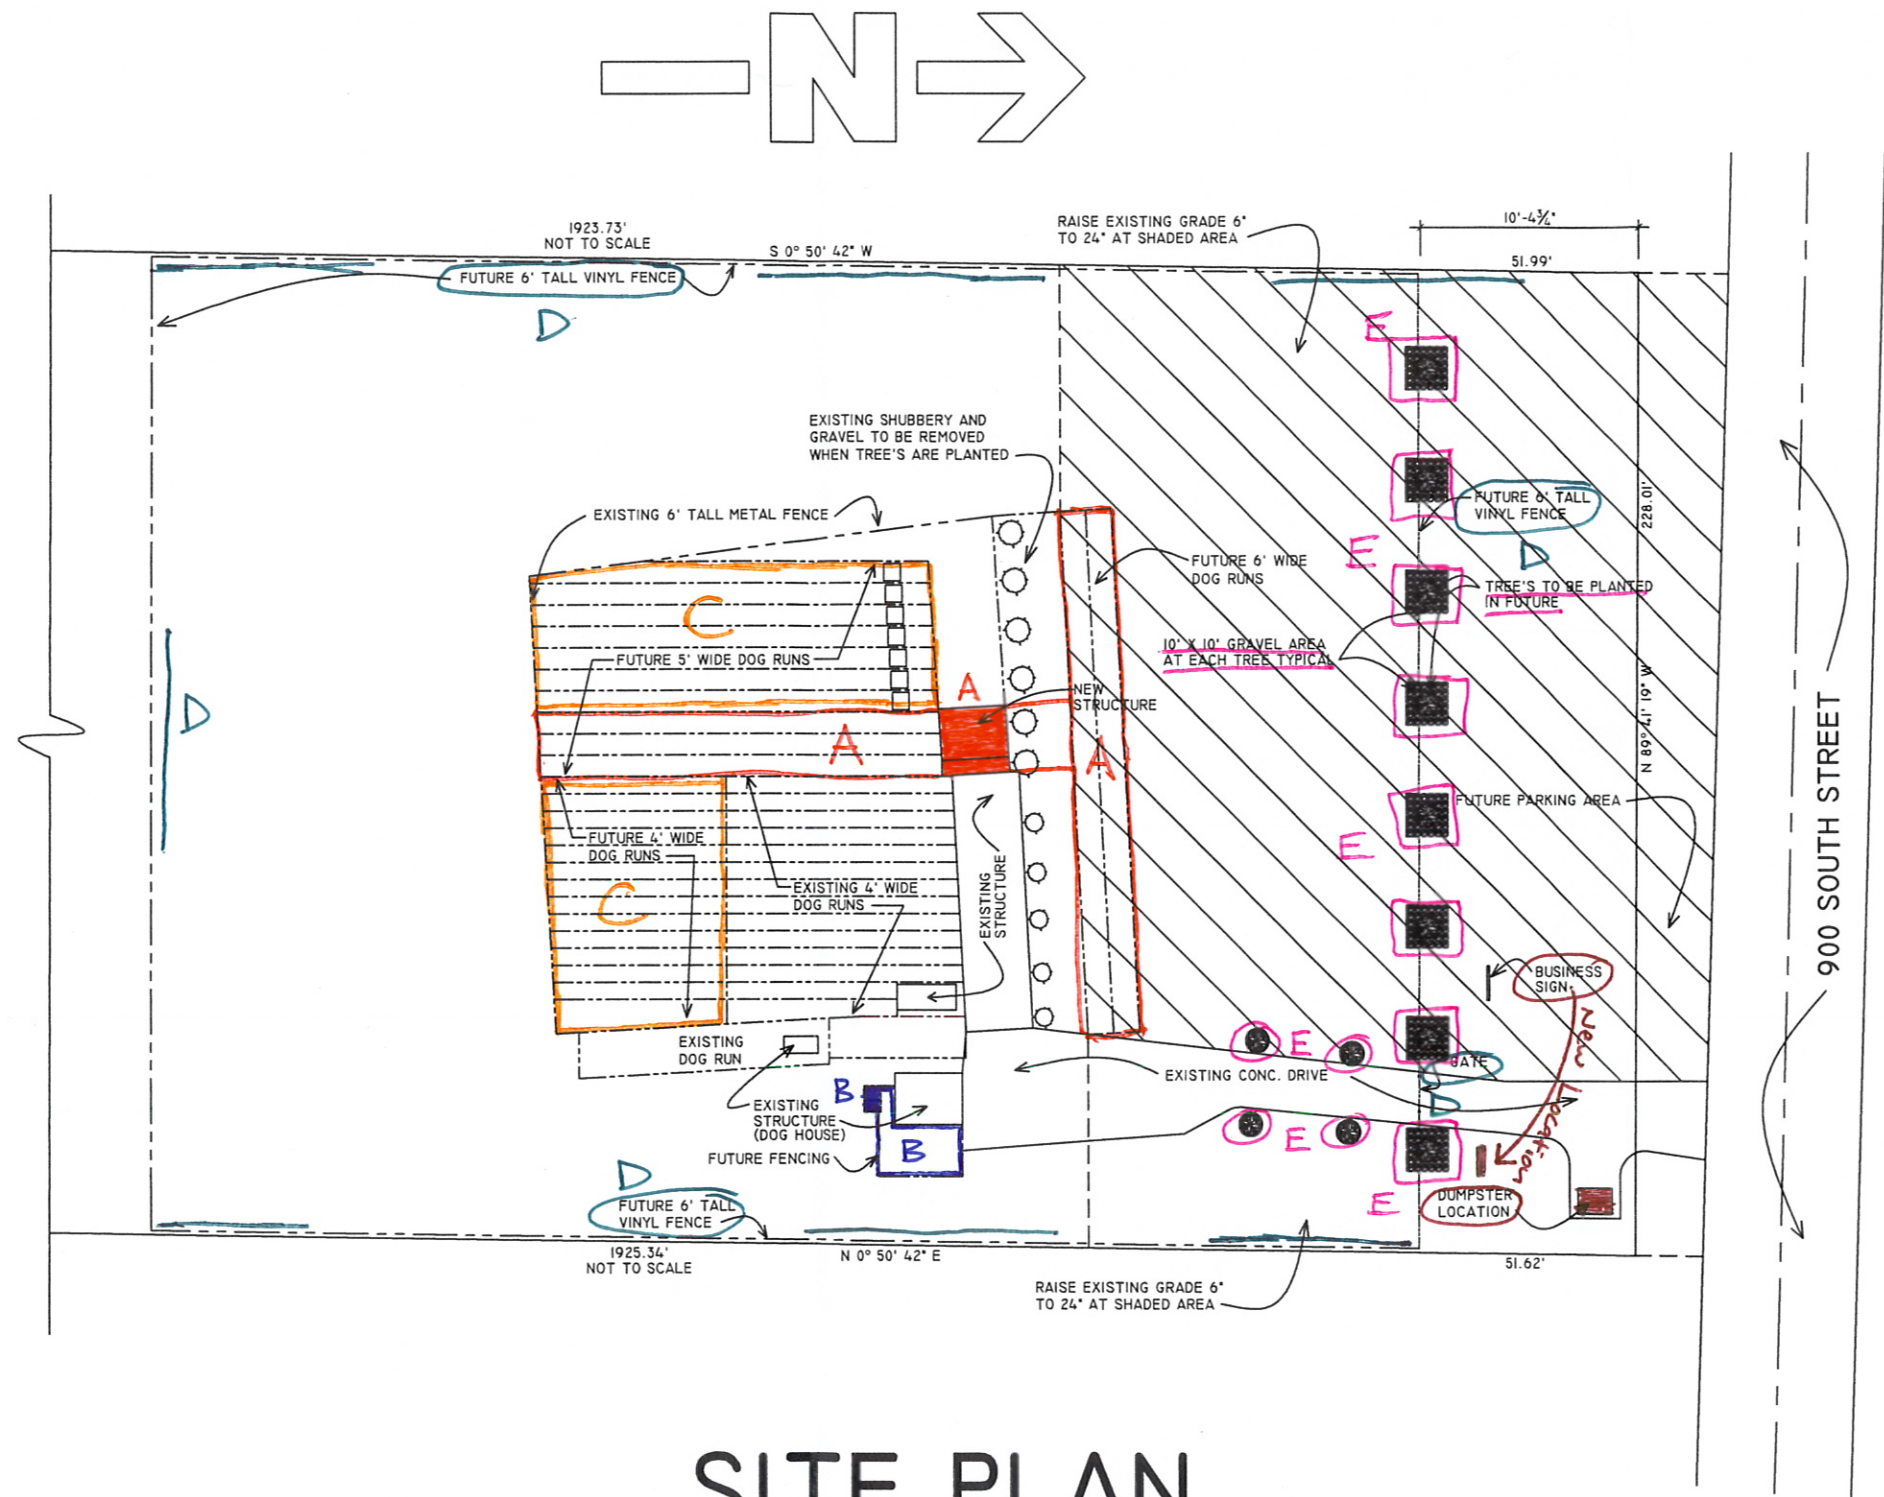 N
1923.73'
NOT TO SCALE
S 0° 50' 42" W
RAISE EXISTING GRADE 6"
TO 24" AT SHADED AREA
10'-4¾"
51.99'
FUTURE 6' TALL VINYL FENCE
D
E
EXISTING SHUBBERY AND
GRAVEL TO BE REMOVED
WHEN TREE'S ARE PLANTED
EXISTING 6' TALL METAL FENCE
FUTURE 6' TALL
VINYL FENCE
D
228.01'
E
FUTURE 6' WIDE
DOG RUNS
TREE'S TO BE PLANTED
IN FUTURE
C
10' X 10' GRAVEL AREA
AT EACH TREE TYPICAL
FUTURE 5' WIDE DOG RUNS
A
NEW
STRUCTURE
D
A
A
N 89° 41' 19" W
900 SOUTH STREET
FUTURE PARKING AREA
E
FUTURE 4' WIDE
DOG RUNS
C
EXISTING 4' WIDE
DOG RUNS
EXISTING
STRUCTURE
BUSINESS
SIGN
New Location
EXISTING
DOG RUN
E
GATE
EXISTING CONC. DRIVE
B
D
EXISTING
STRUCTURE
(DOG HOUSE)
E
B
FUTURE FENCING
D
FUTURE 6' TALL
VINYL FENCE
E
DUMPSTER
LOCATION
1925.34'
NOT TO SCALE
N 0° 50' 42" E
51.62'
RAISE EXISTING GRADE 6"
TO 24" AT SHADED AREA
SITE PLAN